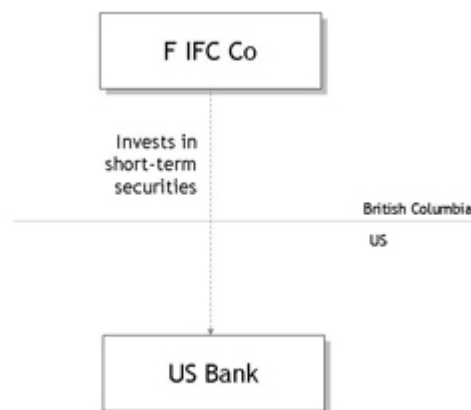 F IFC Co
Invests in
short-term
securities
British Columbia
US
US Bank